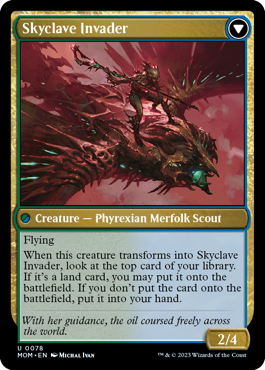 Skyclave Invader
Creature — Phyrexian Merfolk Scout
Flying
When this creature transforms into Skyclave
Invader, look at the top card of your library.
If it's a land card, you may put it onto the
battlefield. If you don't put the card onto the
battlefield, put it into your hand.
With her guidance, the oil coursed freely across
the world.
2/4
U 0078
MOM • EN MICHAL IVAN
™ & © 2023 Wizards of the Coast